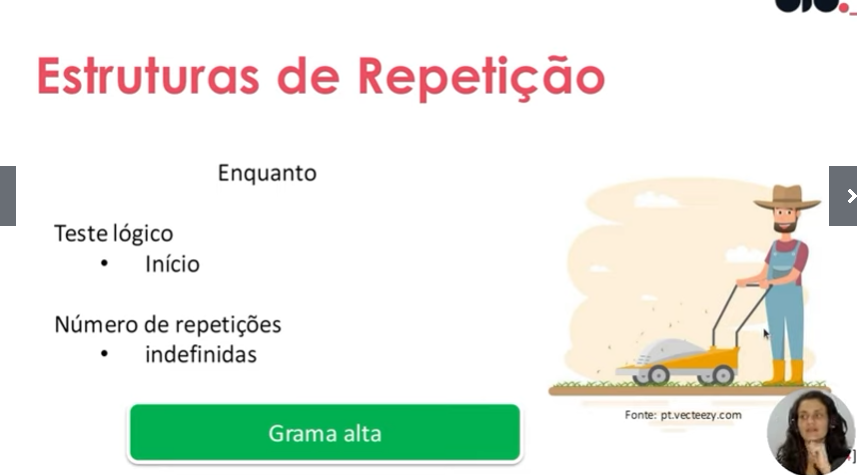 Estruturas de Repetição
Enquanto
Teste lógico
• Início
Número de repetições
• indefinidas
Grama alta
Fonte: pt.vecteezy.com